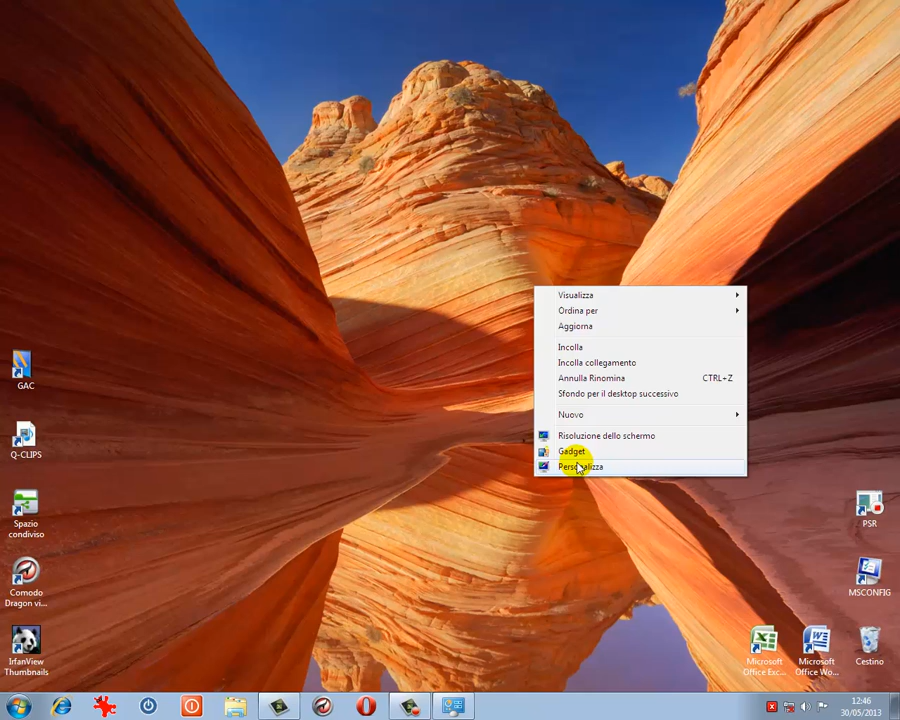 Visualizza
Ordina per
Aggiorna
Incolla
Incolla collegamento
Annulla Rinomina CTRL+Z
Sfondo per il desktop successivo
Nuovo
Risoluzione dello schermo
Gadget
Personalizza
GAC
Q-CLIPS
Spazio
condiviso
Comodo
Dragon vi...
IrfanView
Thumbnails
PSR
MSCONFIG
Microsoft
Office Exc...
Microsoft
Office Wo...
Cestino
12:46
30/05/2013